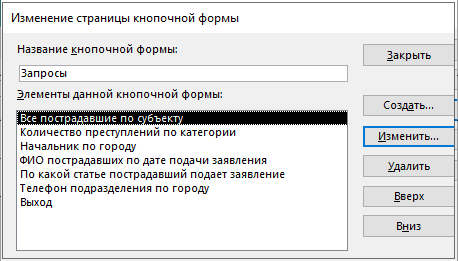 Изменение страницы кнопочной формы
Название кнопочной формы:
Закрыть
Запросы
Элементы данной кнопочной формы:
Все пострадавшие по субъекту
Количество преступлений по категории
Начальник по городу
ФИО пострадавших по дате подачи заявления
По какой статье пострадавший подает заявление
Телефон подразделения по городу
Выход
Создать...
Изменить...
Удалить
Вверх
Вниз